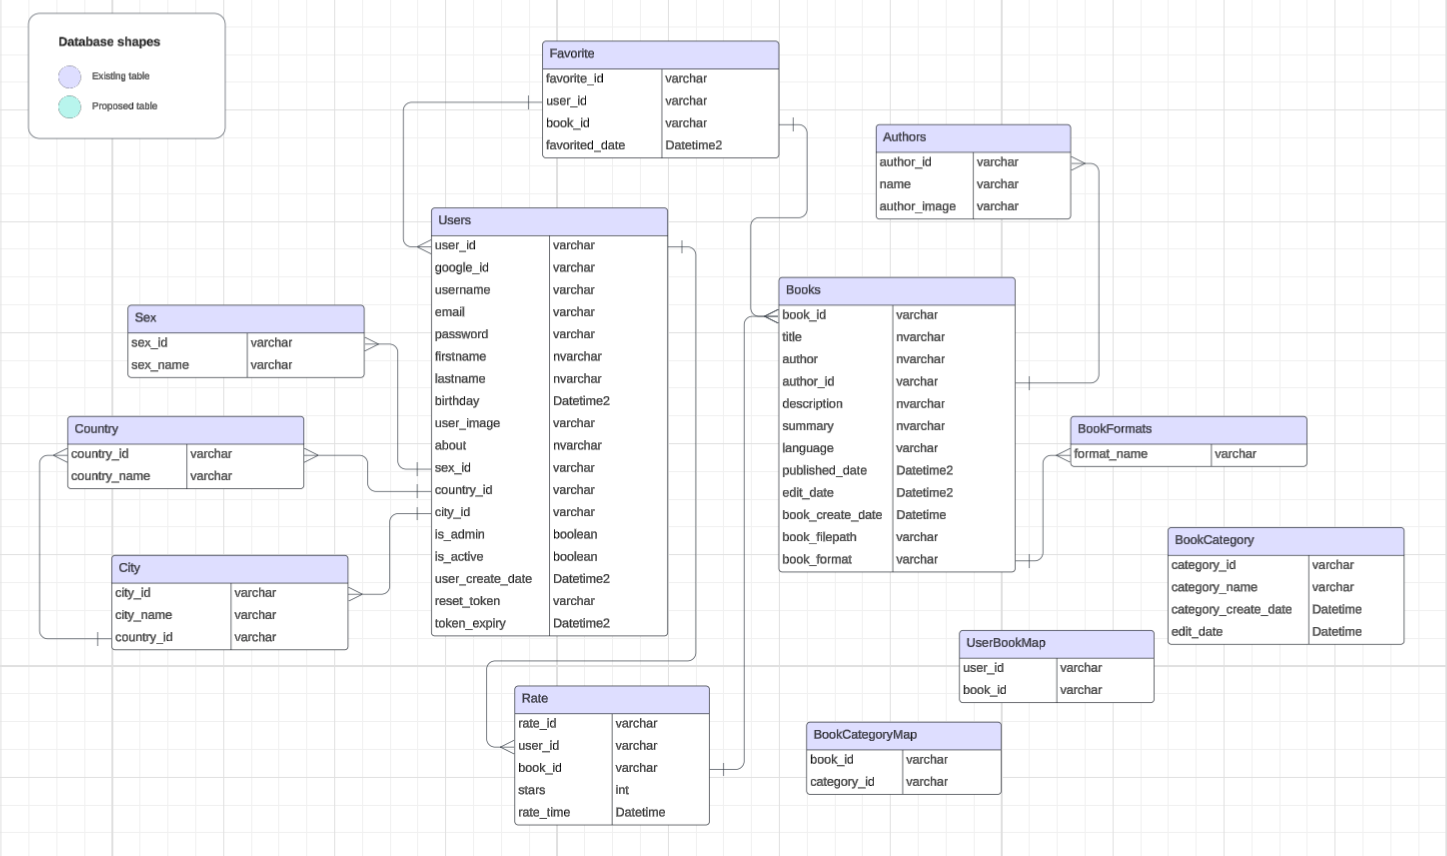 Database shapes
Existing table
Proposed table
Favorite
favorite_id varchar
user_id varchar
book_id varchar
favorited_date Datetime2
Authors
author_id varchar
name varchar
author_image varchar
Users
user_id varchar
google_id varchar
username varchar
email varchar
password varchar
firstname nvarchar
lastname nvarchar
birthday Datetime2
user_image varchar
about nvarchar
sex_id varchar
country_id varchar
city_id varchar
is_admin boolean
is_active boolean
user_create_date Datetime2
reset_token varchar
token_expiry Datetime2
Books
book_id varchar
title nvarchar
author nvarchar
author_id varchar
description nvarchar
summary nvarchar
language varchar
published_date Datetime2
edit_date Datetime2
book_create_date Datetime
book_filepath varchar
book_format varchar
Sex
sex_id varchar
sex_name varchar
Country
country_id varchar
country_name varchar
BookFormats
format_name varchar
City
city_id varchar
city_name varchar
country_id varchar
BookCategory
category_id varchar
category_name varchar
category_create_date Datetime
edit_date Datetime
UserBookMap
user_id varchar
book_id varchar
Rate
rate_id varchar
user_id varchar
book_id varchar
stars int
rate_time Datetime
BookCategoryMap
book_id varchar
category_id varchar